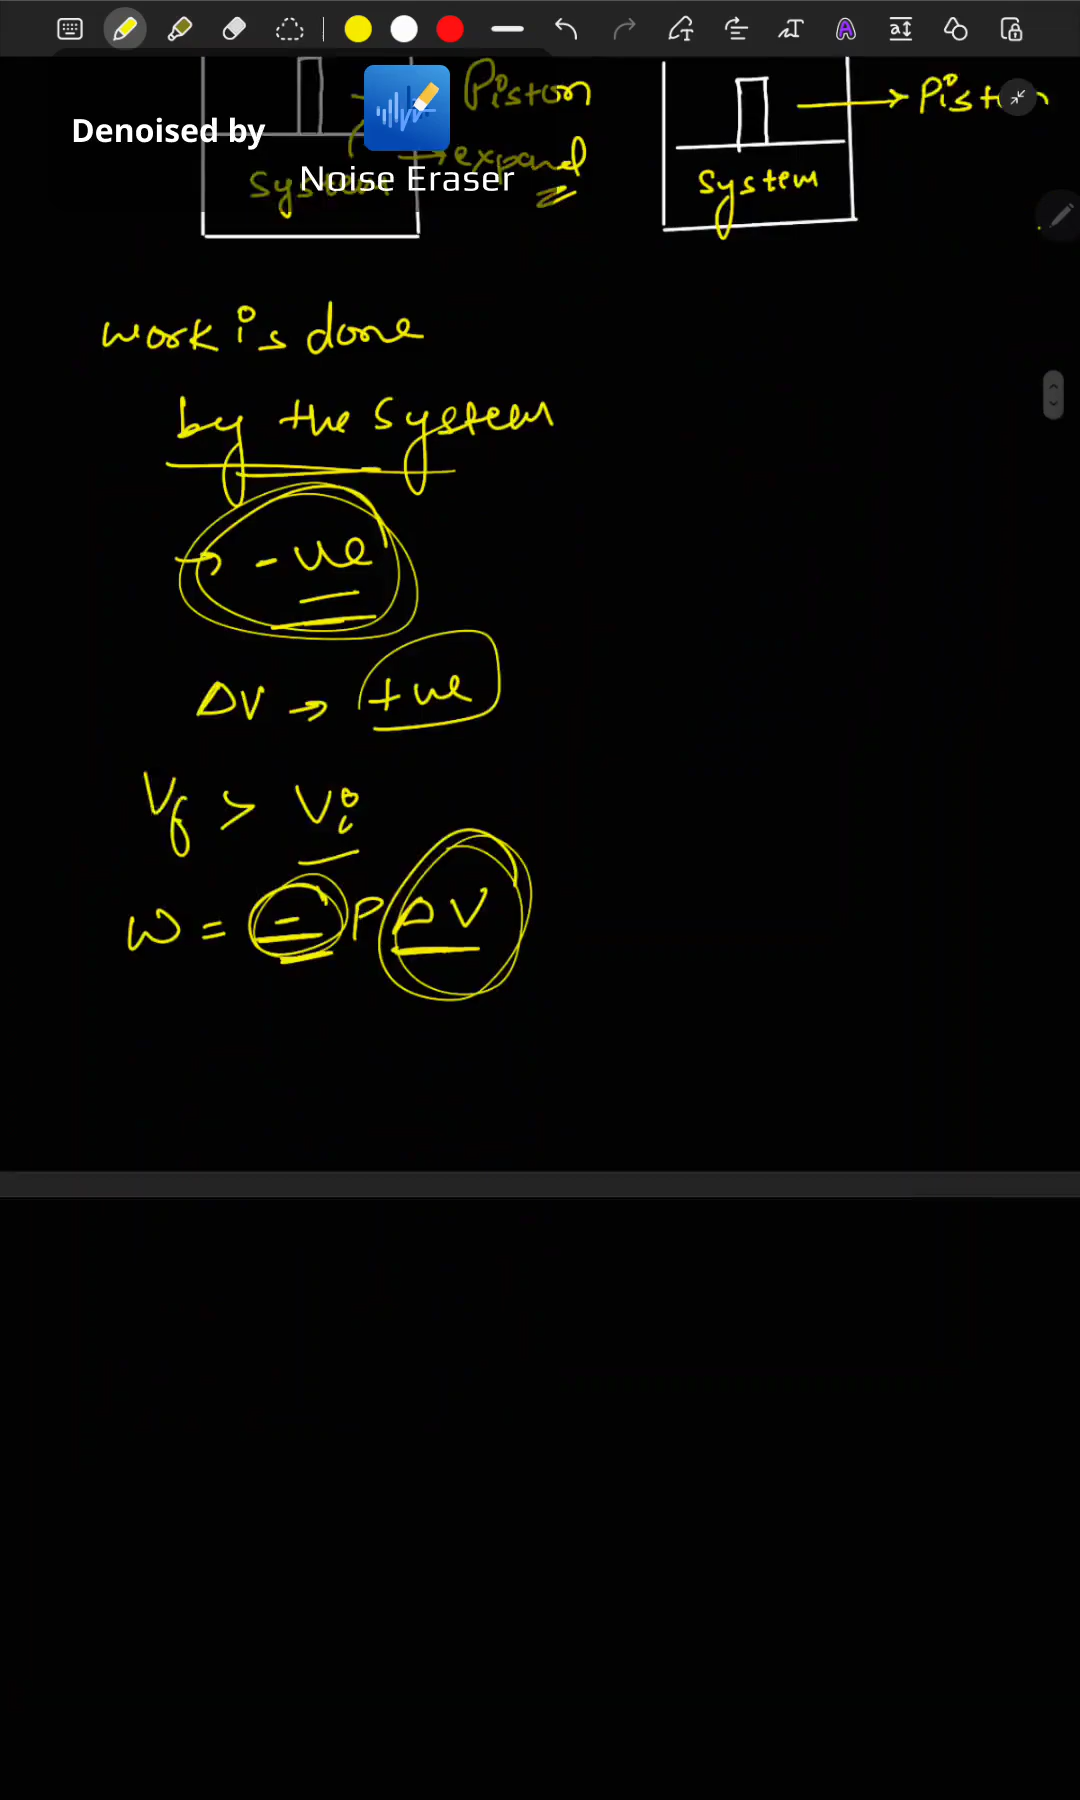 Piston
→ Piston
Denoised by
→ expand
System
Noise Eraser
System
work is done
by the System
→ -ve
ΔV → +ve
Vf > Vi
W = - P ΔV